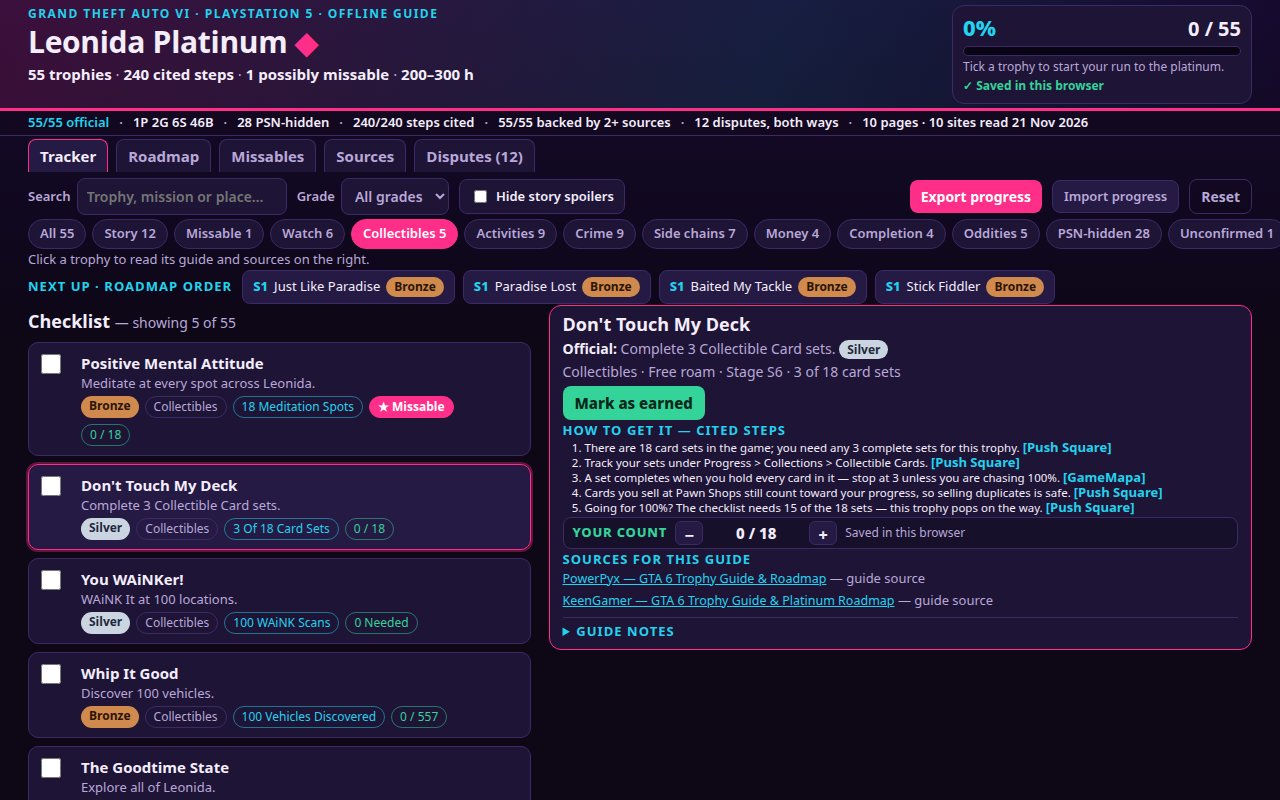 GRAND THEFT AUTO VI · PLAYSTATION 5 · OFFLINE GUIDE
Leonida Platinum
55 trophies · 240 cited steps · 1 possibly missable · 200–300 h
0% 0 / 55
Tick a trophy to start your run to the platinum.
✓ Saved in this browser
55/55 official · 1P 2G 6S 46B · 28 PSN-hidden · 240/240 steps cited · 55/55 backed by 2+ sources · 12 disputes, both ways · 10 pages · 10 sites read 21 Nov 2026
Tracker Roadmap Missables Sources Disputes (12)
Search Trophy, mission or place... Grade All grades Hide story spoilers Export progress Import progress Reset
All 55 Story 12 Missable 1 Watch 6 Collectibles 5 Activities 9 Crime 9 Side chains 7 Money 4 Completion 4 Oddities 5 PSN-hidden 28 Unconfirmed 1
Click a trophy to read its guide and sources on the right.
NEXT UP · ROADMAP ORDER S1 Just Like Paradise Bronze S1 Paradise Lost Bronze S1 Baited My Tackle Bronze S1 Stick Fiddler Bronze
Checklist — showing 5 of 55
Positive Mental Attitude
Meditate at every spot across Leonida.
Bronze Collectibles 18 Meditation Spots ★ Missable
0 / 18
Don't Touch My Deck
Complete 3 Collectible Card sets.
Silver Collectibles 3 Of 18 Card Sets 0 / 18
You WAiNKer!
WAiNK It at 100 locations.
Silver Collectibles 100 WAiNK Scans 0 Needed
Whip It Good
Discover 100 vehicles.
Bronze Collectibles 100 Vehicles Discovered 0 / 557
The Goodtime State
Explore all of Leonida.
Don't Touch My Deck
Official: Complete 3 Collectible Card sets. Silver
Collectibles · Free roam · Stage S6 · 3 of 18 card sets
Mark as earned
HOW TO GET IT — CITED STEPS
1. There are 18 card sets in the game; you need any 3 complete sets for this trophy. [Push Square]
2. Track your sets under Progress > Collections > Collectible Cards. [Push Square]
3. A set completes when you hold every card in it — stop at 3 unless you are chasing 100%. [GameMapa]
4. Cards you sell at Pawn Shops still count toward your progress, so selling duplicates is safe. [Push Square]
5. Going for 100%? The checklist needs 15 of the 18 sets — this trophy pops on the way. [Push Square]
YOUR COUNT − 0 / 18 + Saved in this browser
SOURCES FOR THIS GUIDE
PowerPyx — GTA 6 Trophy Guide & Roadmap — guide source
KeenGamer — GTA 6 Trophy Guide & Platinum Roadmap — guide source
GUIDE NOTES